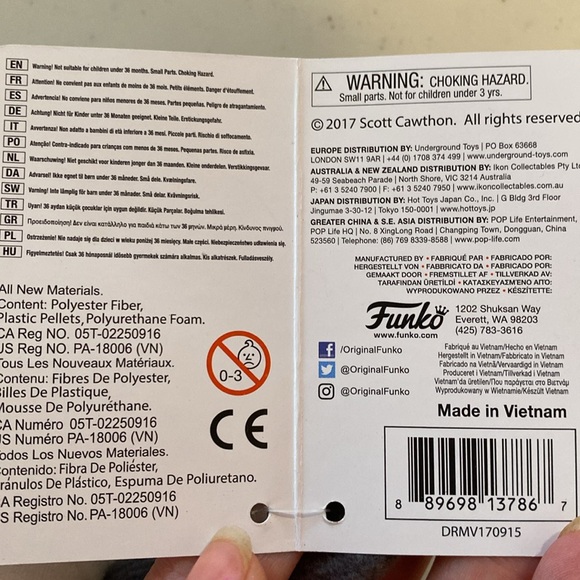 EN Warning! Not suitable for children under 36 months. Small Parts. Choking Hazard.
FR Attention! Ne convient pas aux enfants de moins de 36 mois. Petits éléments. Danger d'étouffement.
ES Advertencia! No conviene para niños menores de 36 meses. Partes pequeñas. Peligro de atragantamiento.
DE Achtung! Nicht für Kinder unter 36 Monaten geeignet. Kleine Teile. Erstickungsgefahr.
IT Avvertenza! Non adatto a bambini di età inferiore a 36 mesi. Piccole parti. Rischio di soffocamento.
PO Atenção! Contra-indicado para crianças com menos de 36 meses. Pequenas partes. Risco de asfixia.
NL Waarschuwing! Niet geschikt voor kinderen jonger dan 36 maanden. Kleine onderdelen. Verstikkingsgevaar.
DA Advarsel! Ikke egnet til børn under 36 måneder. Små dele. Kvælningsfare.
SW Varning! Inte lämplig för barn under 36 månader. Små delar. Kvävningsrisk.
TR Uyarı! 36 aydan küçük çocuklar için uygun değildir. Küçük Parçalar. Boğulma tehlikesi.
GR Προειδοποίηση! Δεν είναι κατάλληλο για παιδιά κάτω των 36 μηνών. Μικρά μέρη. Κίνδυνος πνιγμού.
PL Ostrzeżenie! Nie nadaje się dla dzieci w wieku poniżej 36 miesięcy. Małe części. Niebezpieczeństwo udławienia się.
HU Figyelmeztetés! Csak 36 hónaposnál idősebb gyermekek számára alkalmas. Kis alkatrészek. Fulladásveszély.
All New Materials.
Content: Polyester Fiber,
Plastic Pellets, Polyurethane Foam.
CA Reg NO. 05T-02250916
US Reg NO. PA-18006 (VN)
Tous Les Nouveaux Matériaux.
Contenu: Fibres De Polyester,
Billes De Plastique,
Mousse De Polyuréthane.
CA Numéro 05T-02250916
US Numéro PA-18006 (VN)
Todos Los Nuevos Materiales.
Contenido: Fibra De Poliéster,
Gránulos De Plástico, Espuma De Poliuretano.
CA Registro No. 05T-02250916
US Registro No. PA-18006 (VN)
0-3
CE
WARNING: CHOKING HAZARD.
Small parts. Not for children under 3 yrs.
© 2017 Scott Cawthon. All rights reserved
EUROPE DISTRIBUTION BY: Underground Toys | PO Box 63668
LONDON SW11 9AR | +44 (0) 1708 374 499 | www.underground-toys.com
AUSTRALIA & NEW ZEALAND DISTRIBUTION BY: Ikon Collectables Pty Ltd
49-59 Seabeach Parade | North Shore, VIC 3214 Australia
P: +61 3 5240 7900 | F: +61 3 5240 7950 | www.ikoncollectables.com.au
JAPAN DISTRIBUTION BY: Hot Toys Japan Co., Inc. | G Bldg 3rd Floor
Jingumae 3-30-12 | Tokyo 150-0001 | www.hottoys.jp
GREATER CHINA & S.E. ASIA DISTRIBUTION BY: POP Life Entertainment,
POP Life HQ | No. 8 XingLong Road | Changping Town, Dongguan, China
523560 | Telephone: (86) 769 8339-8588 | www.pop-life.com
MANUFACTURED BY • FABRIQUÉ PAR • FABRICADO POR:
HERGESTELLT VON • FABBRICATO DA • FABRICADO POR:
GEMAAKT DOOR • FREMSTILLET AF • TILLVERKAD AV:
TARAFINDAN ÜRETİLDİ • ΚΑΤΑΣΚΕΥΑΖΕΤΑΙ ΑΠΟ:
WYPRODUKOWANO PRZEZ • KÉSZÍTETTE:
Funko
www.funko.com
1202 Shuksan Way
Everett, WA 98203
(425) 783-3616
/OriginalFunko
@OriginalFunko
@OriginalFunko
Fabriqué au Vietnam/Hecho en Vietnam
Hergestellt in Vietnam/Fabbricato in Vietnam
Fabricado na Vietnã/Vervaardigd in Vietnam
Produceret i Vietnam/Tillverkad i Vietnam
Vietnam'da üretilen/Που παράγεται στο Βιετνάμ
Wyprodukowany w Wietnamie/Készült Vietnam
Made in Vietnam
8 89698 13786 7
DRMV170915